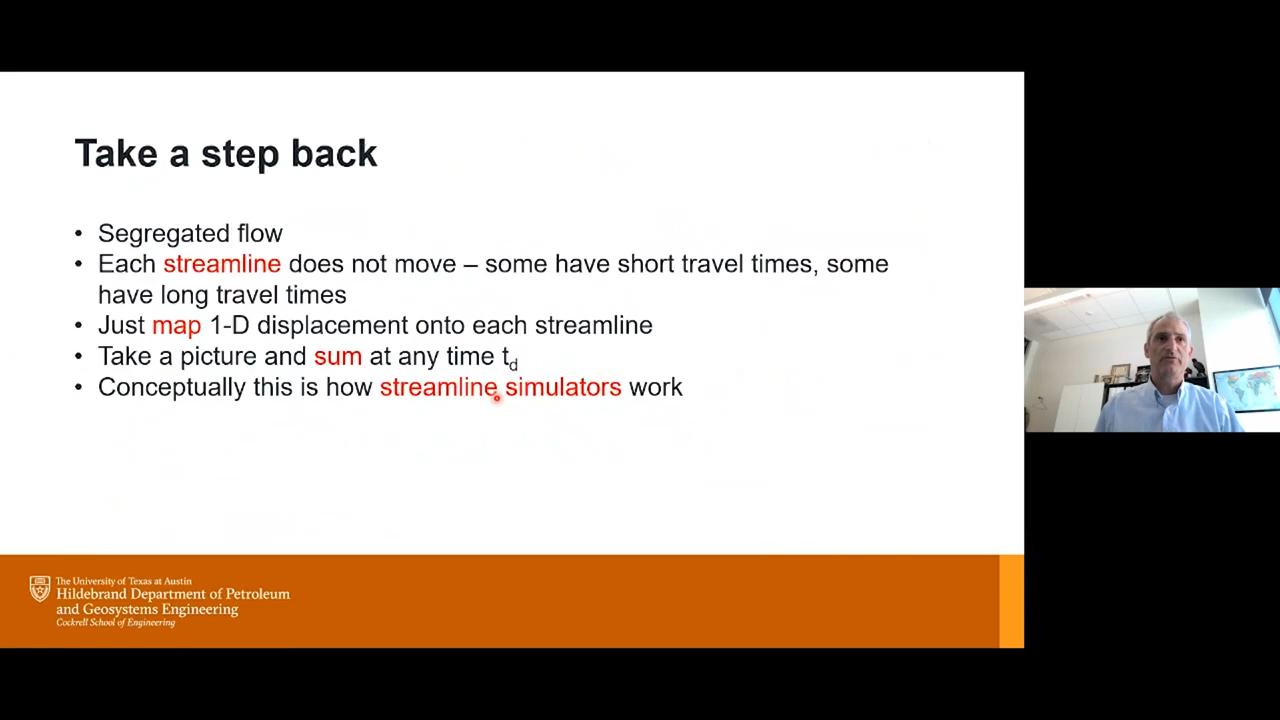 Take a step back
• Segregated flow
• Each streamline does not move – some have short travel times, some
have long travel times
• Just map 1-D displacement onto each streamline
• Take a picture and sum at any time td
• Conceptually this is how streamline simulators work
The University of Texas at Austin
Hildebrand Department of Petroleum
and Geosystems Engineering
Cockrell School of Engineering